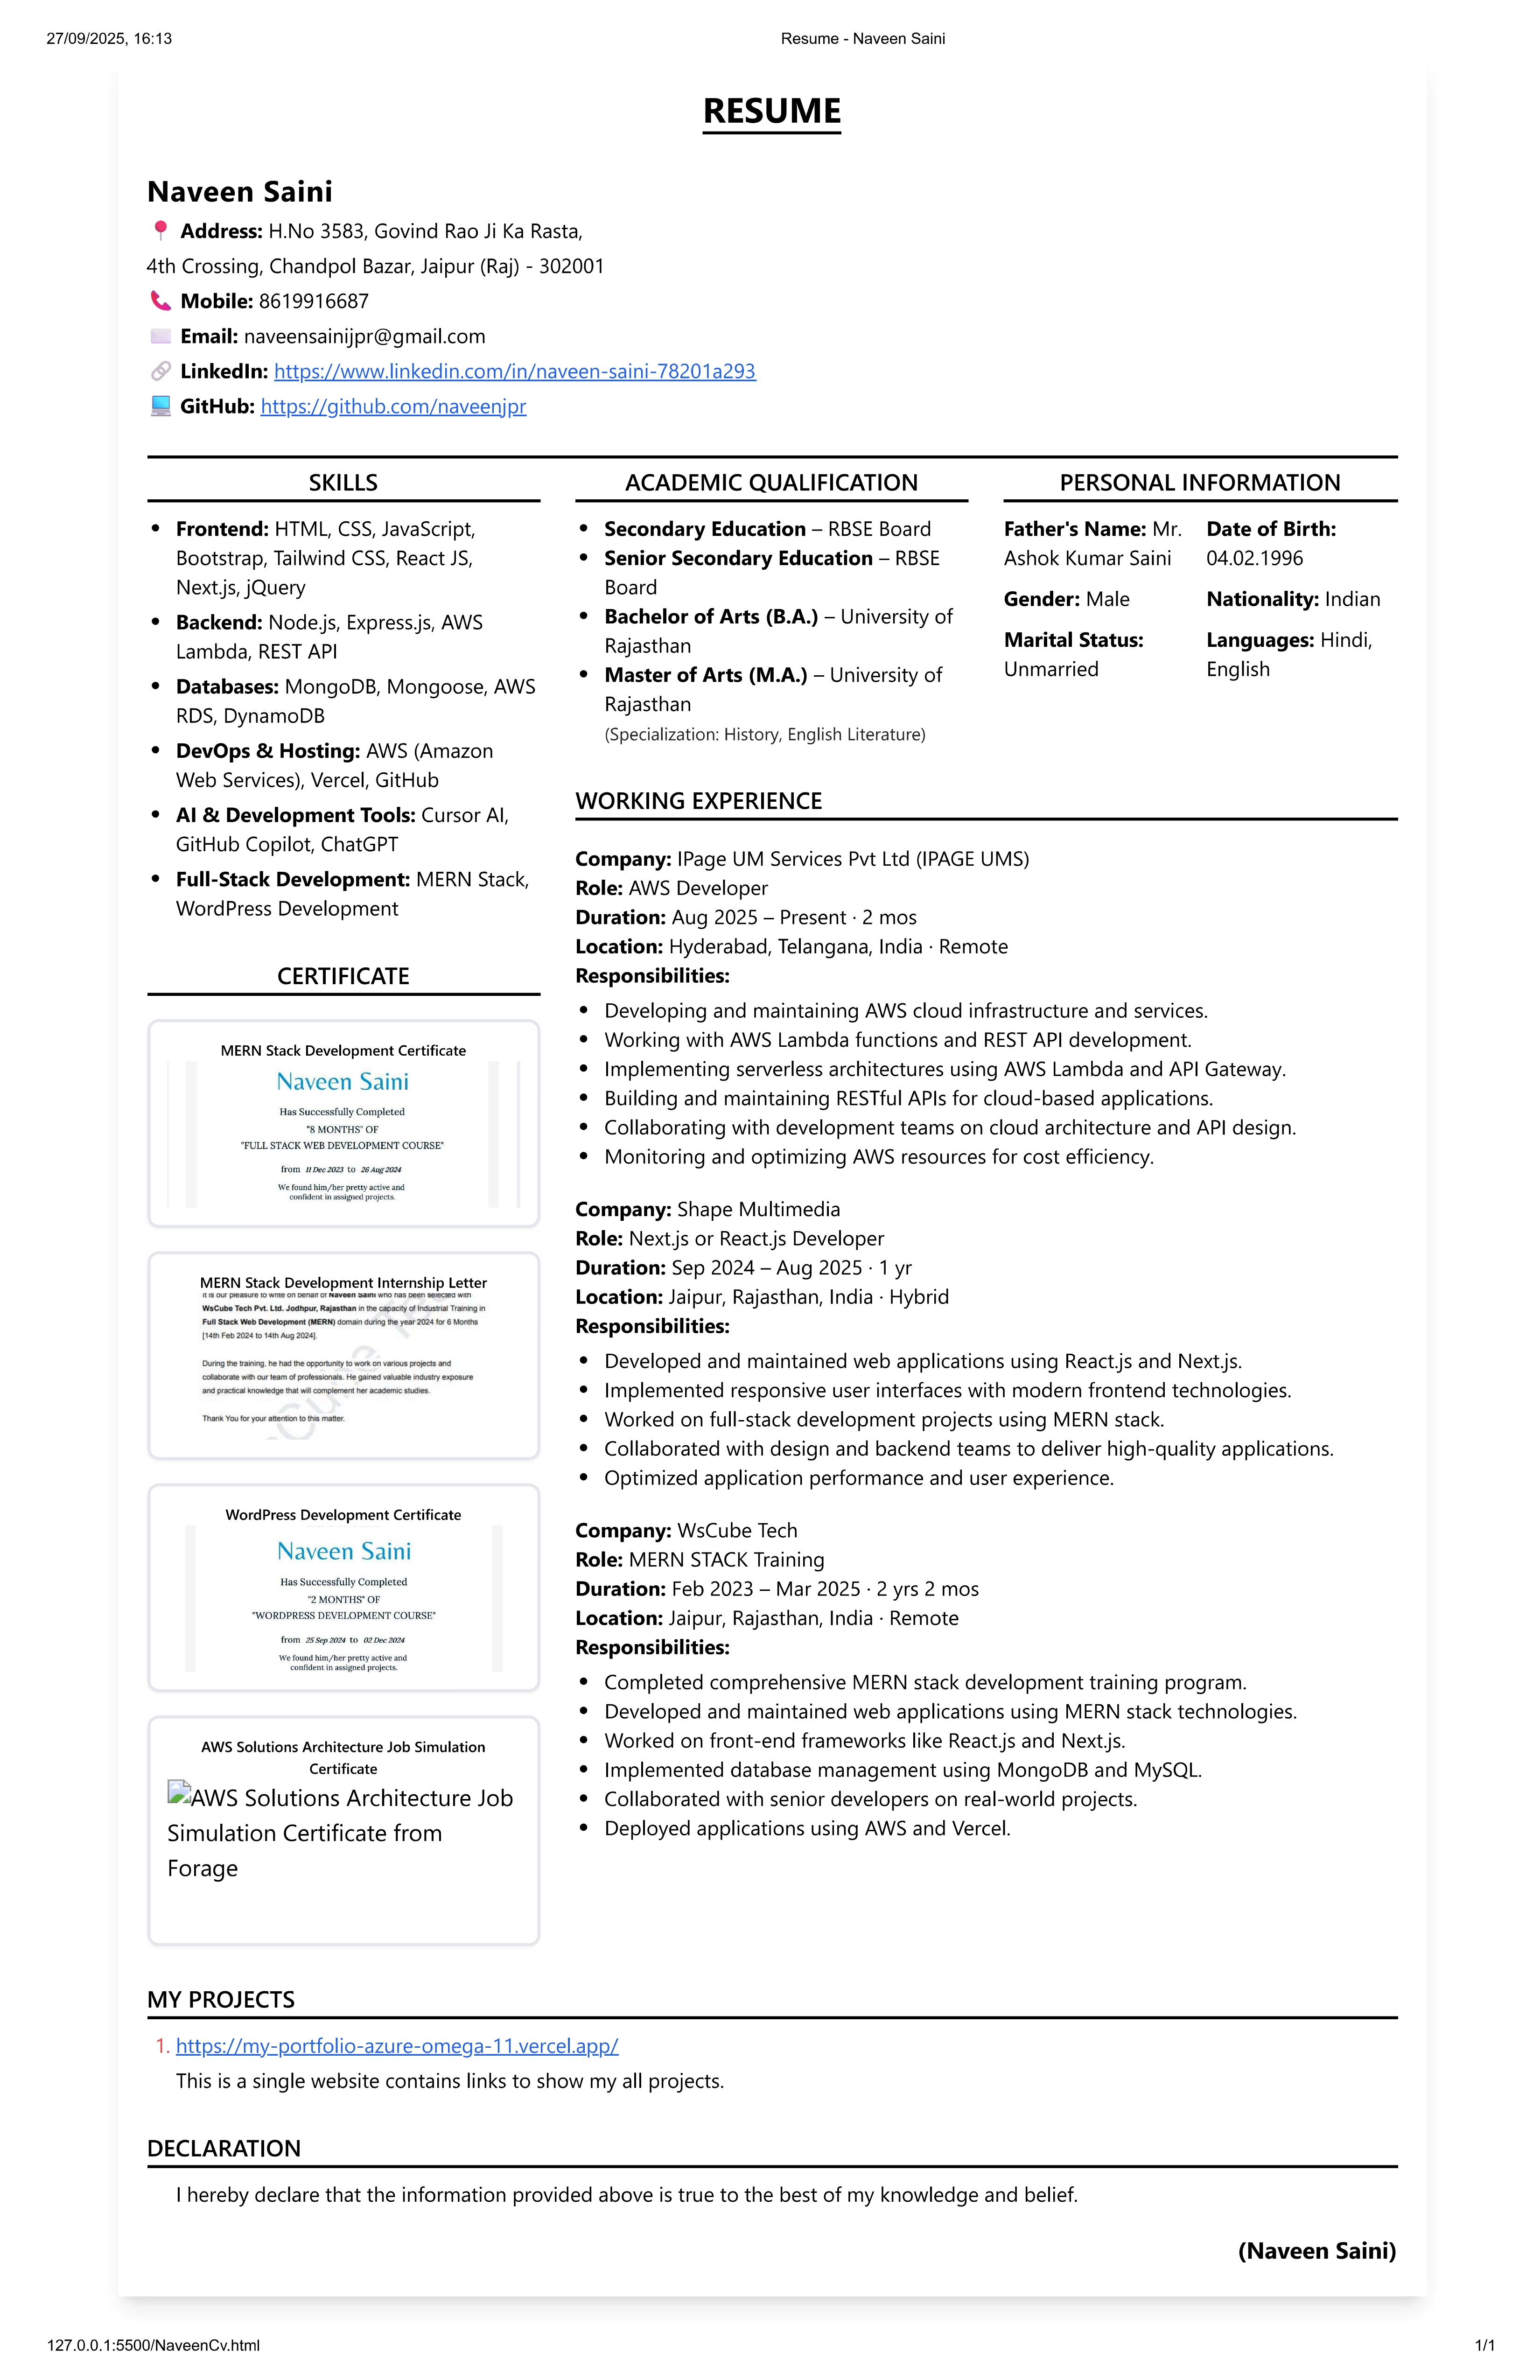 27/09/2025, 16:13
Resume - Naveen Saini
RESUME
Naveen Saini
Address: H.No 3583, Govind Rao Ji Ka Rasta,
4th Crossing, Chandpol Bazar, Jaipur (Raj) - 302001
Mobile: 8619916687
Email: naveensainijpr@gmail.com
LinkedIn: https://www.linkedin.com/in/naveen-saini-78201a293
GitHub: https://github.com/naveenjpr
SKILLS
• Frontend: HTML, CSS, JavaScript,
Bootstrap, Tailwind CSS, React JS,
Next.js, jQuery
• Backend: Node.js, Express.js, AWS
Lambda, REST API
• Databases: MongoDB, Mongoose, AWS
RDS, DynamoDB
• DevOps & Hosting: AWS (Amazon
Web Services), Vercel, GitHub
• AI & Development Tools: Cursor AI,
GitHub Copilot, ChatGPT
• Full-Stack Development: MERN Stack,
WordPress Development
CERTIFICATE
MERN Stack Development Certificate
Naveen Saini
Has Successfully Completed
"8 MONTHS" OF
"FULL STACK WEB DEVELOPMENT COURSE"
from 11 Dec 2023 to 26 Aug 2024
We found him/her pretty active and
confident in assigned projects.
MERN Stack Development Internship Letter
It is our pleasure to write on behalf of Naveen Saini who has been selected with
WsCube Tech Pvt. Ltd. Jodhpur, Rajasthan in the capacity of Industrial Training in
Full Stack Web Development (MERN) domain during the year 2024 for 6 Months
[14th Feb 2024 to 14th Aug 2024].
During the training, he had the opportunity to work on various projects and
collaborate with our team of professionals. He gained valuable industry exposure
and practical knowledge that will complement her academic studies.
Thank You for your attention to this matter.
WordPress Development Certificate
Naveen Saini
Has Successfully Completed
"2 MONTHS" OF
"WORDPRESS DEVELOPMENT COURSE"
from 25 Sep 2024 to 02 Dec 2024
We found him/her pretty active and
confident in assigned projects.
AWS Solutions Architecture Job Simulation
Certificate
AWS Solutions Architecture Job
Simulation Certificate from
Forage
ACADEMIC QUALIFICATION
• Secondary Education – RBSE Board
• Senior Secondary Education – RBSE
Board
• Bachelor of Arts (B.A.) – University of
Rajasthan
• Master of Arts (M.A.) – University of
Rajasthan
(Specialization: History, English Literature)
PERSONAL INFORMATION
Father's Name: Mr.
Ashok Kumar Saini
Date of Birth:
04.02.1996
Gender: Male
Nationality: Indian
Marital Status:
Unmarried
Languages: Hindi,
English
WORKING EXPERIENCE
Company: IPage UM Services Pvt Ltd (IPAGE UMS)
Role: AWS Developer
Duration: Aug 2025 – Present · 2 mos
Location: Hyderabad, Telangana, India · Remote
Responsibilities:
• Developing and maintaining AWS cloud infrastructure and services.
• Working with AWS Lambda functions and REST API development.
• Implementing serverless architectures using AWS Lambda and API Gateway.
• Building and maintaining RESTful APIs for cloud-based applications.
• Collaborating with development teams on cloud architecture and API design.
• Monitoring and optimizing AWS resources for cost efficiency.
Company: Shape Multimedia
Role: Next.js or React.js Developer
Duration: Sep 2024 – Aug 2025 · 1 yr
Location: Jaipur, Rajasthan, India · Hybrid
Responsibilities:
• Developed and maintained web applications using React.js and Next.js.
• Implemented responsive user interfaces with modern frontend technologies.
• Worked on full-stack development projects using MERN stack.
• Collaborated with design and backend teams to deliver high-quality applications.
• Optimized application performance and user experience.
Company: WsCube Tech
Role: MERN STACK Training
Duration: Feb 2023 – Mar 2025 · 2 yrs 2 mos
Location: Jaipur, Rajasthan, India · Remote
Responsibilities:
• Completed comprehensive MERN stack development training program.
• Developed and maintained web applications using MERN stack technologies.
• Worked on front-end frameworks like React.js and Next.js.
• Implemented database management using MongoDB and MySQL.
• Collaborated with senior developers on real-world projects.
• Deployed applications using AWS and Vercel.
MY PROJECTS
1. https://my-portfolio-azure-omega-11.vercel.app/
This is a single website contains links to show my all projects.
DECLARATION
I hereby declare that the information provided above is true to the best of my knowledge and belief.
(Naveen Saini)
127.0.0.1:5500/NaveenCv.html
1/1